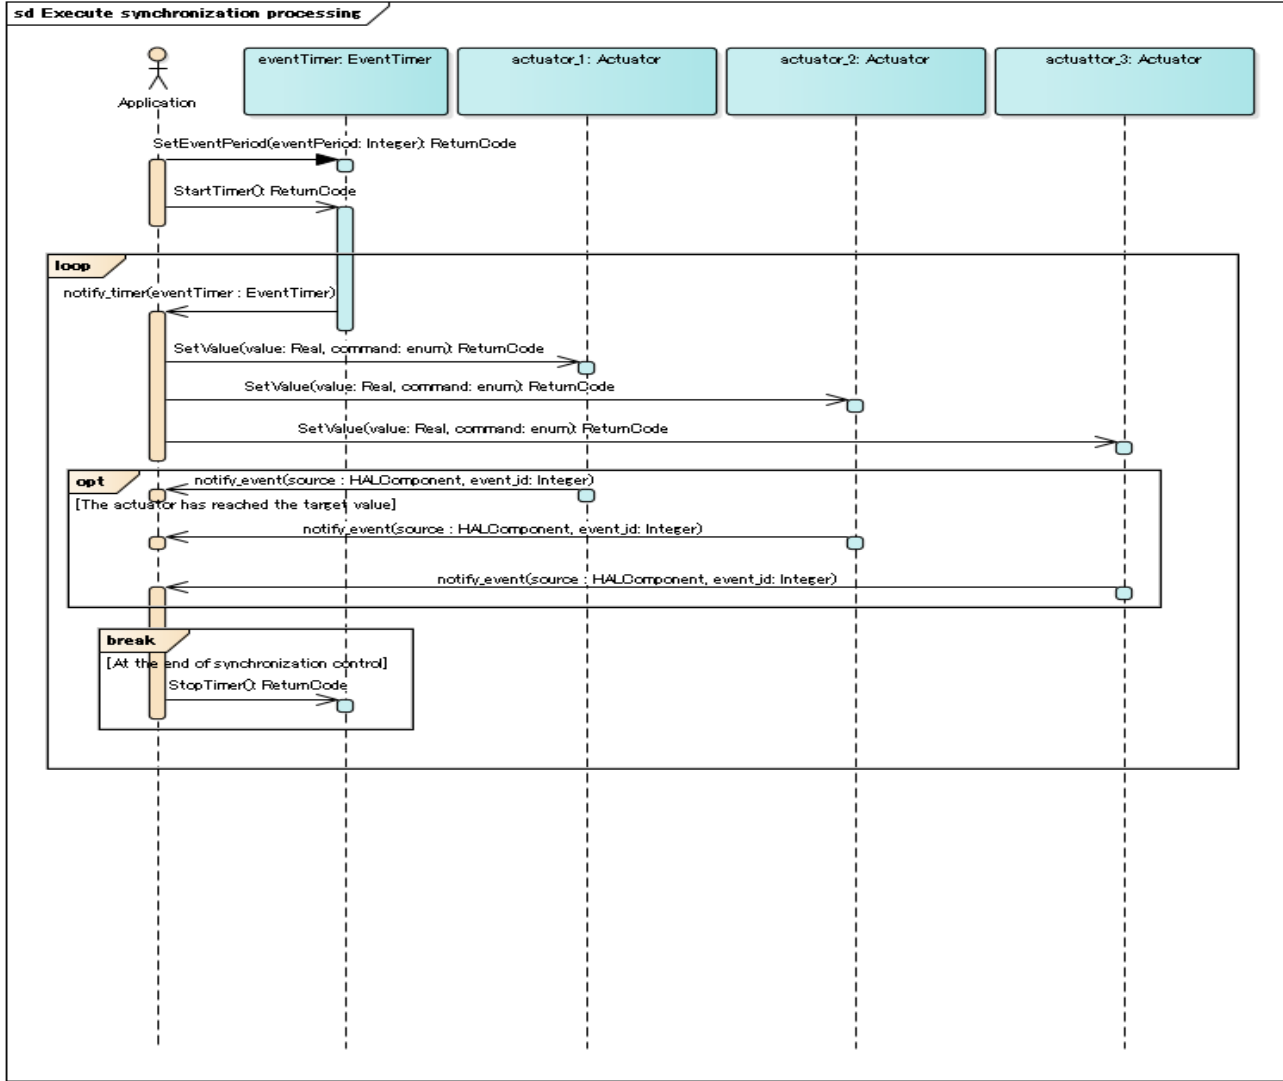 sd Execute synchronization processing
eventTimer: EventTimer
actuator_1: Actuator
actuator_2: Actuator
actuattor_3: Actuator
Application
SetEventPeriod(eventPeriod: Integer): ReturnCode
StartTimer(): ReturnCode
loop
notify_timer(eventTimer : EventTimer)
SetValue(value: Real, command: enum): ReturnCode
SetValue(value: Real, command: enum): ReturnCode
SetValue(value: Real, command: enum): ReturnCode
opt
notify_event(source : HALComponent, event_id: Integer)
[The actuator has reached the target value]
notify_event(source : HALComponent, event_id: Integer)
notify_event(source : HALComponent, event_id: Integer)
break
[At the end of synchronization control]
StopTimer(): ReturnCode